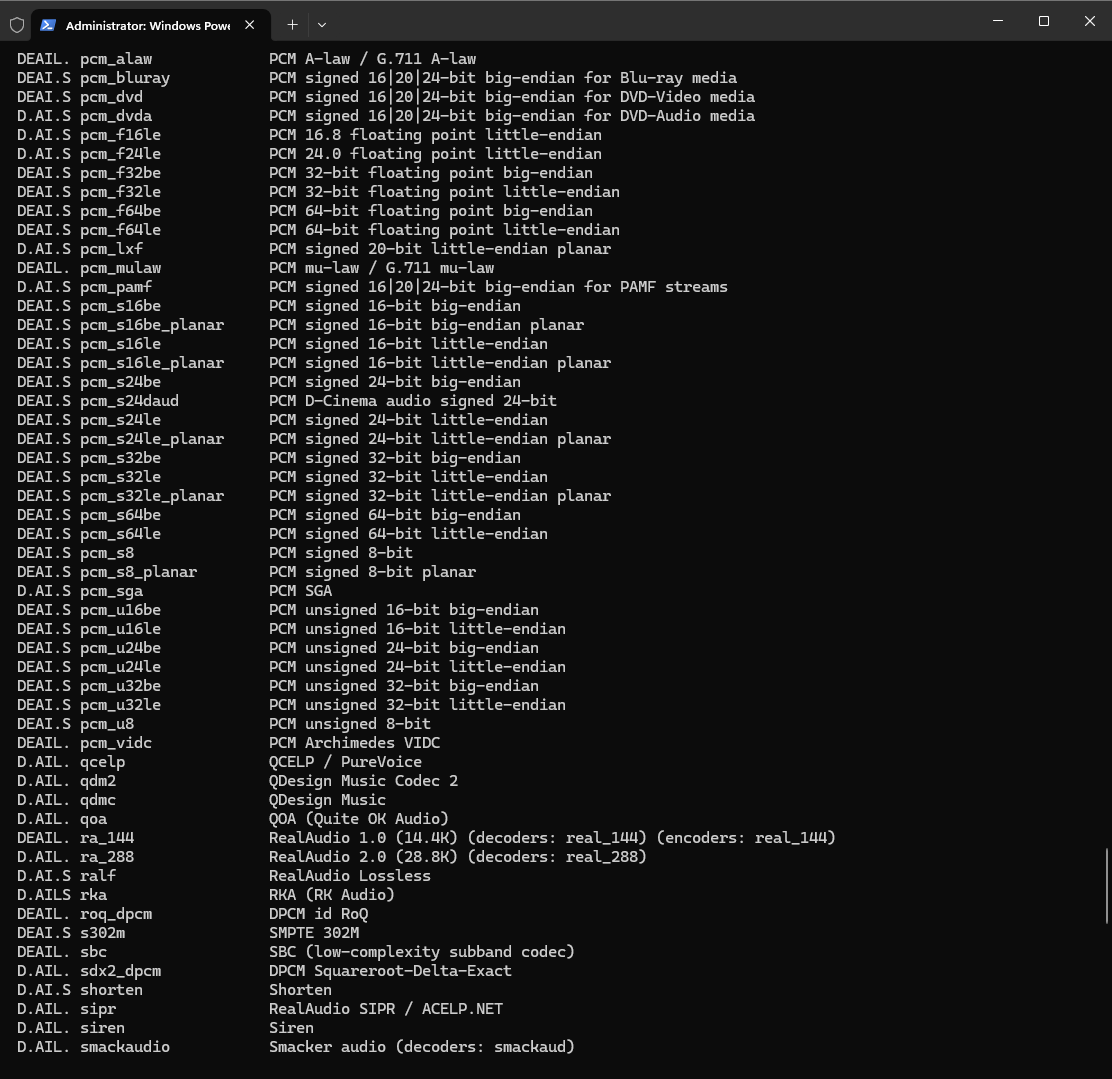 Administrator: Windows Powe
DEAIL. pcm_alaw PCM A-law / G.711 A-law
DEAI.S pcm_bluray PCM signed 16|20|24-bit big-endian for Blu-ray media
DEAI.S pcm_dvd PCM signed 16|20|24-bit big-endian for DVD-Video media
D.AI.S pcm_dvda PCM signed 16|20|24-bit big-endian for DVD-Audio media
D.AI.S pcm_f16le PCM 16.8 floating point little-endian
D.AI.S pcm_f24le PCM 24.0 floating point little-endian
DEAI.S pcm_f32be PCM 32-bit floating point big-endian
DEAI.S pcm_f32le PCM 32-bit floating point little-endian
DEAI.S pcm_f64be PCM 64-bit floating point big-endian
DEAI.S pcm_f64le PCM 64-bit floating point little-endian
D.AI.S pcm_lxf PCM signed 20-bit little-endian planar
DEAIL. pcm_mulaw PCM mu-law / G.711 mu-law
D.AI.S pcm_pamf PCM signed 16|20|24-bit big-endian for PAMF streams
DEAI.S pcm_s16be PCM signed 16-bit big-endian
DEAI.S pcm_s16be_planar PCM signed 16-bit big-endian planar
DEAI.S pcm_s16le PCM signed 16-bit little-endian
DEAI.S pcm_s16le_planar PCM signed 16-bit little-endian planar
DEAI.S pcm_s24be PCM signed 24-bit big-endian
DEAI.S pcm_s24daud PCM D-Cinema audio signed 24-bit
DEAI.S pcm_s24le PCM signed 24-bit little-endian
DEAI.S pcm_s24le_planar PCM signed 24-bit little-endian planar
DEAI.S pcm_s32be PCM signed 32-bit big-endian
DEAI.S pcm_s32le PCM signed 32-bit little-endian
DEAI.S pcm_s32le_planar PCM signed 32-bit little-endian planar
DEAI.S pcm_s64be PCM signed 64-bit big-endian
DEAI.S pcm_s64le PCM signed 64-bit little-endian
DEAI.S pcm_s8 PCM signed 8-bit
DEAI.S pcm_s8_planar PCM signed 8-bit planar
D.AI.S pcm_sga PCM SGA
DEAI.S pcm_u16be PCM unsigned 16-bit big-endian
DEAI.S pcm_u16le PCM unsigned 16-bit little-endian
DEAI.S pcm_u24be PCM unsigned 24-bit big-endian
DEAI.S pcm_u24le PCM unsigned 24-bit little-endian
DEAI.S pcm_u32be PCM unsigned 32-bit big-endian
DEAI.S pcm_u32le PCM unsigned 32-bit little-endian
DEAI.S pcm_u8 PCM unsigned 8-bit
DEAIL. pcm_vidc PCM Archimedes VIDC
D.AIL. qcelp QCELP / PureVoice
D.AIL. qdm2 QDesign Music Codec 2
D.AIL. qdmc QDesign Music
D.AIL. qoa QOA (Quite OK Audio)
DEAIL. ra_144 RealAudio 1.0 (14.4K) (decoders: real_144) (encoders: real_144)
D.AIL. ra_288 RealAudio 2.0 (28.8K) (decoders: real_288)
D.AI.S ralf RealAudio Lossless
D.AILS rka RKA (RK Audio)
DEAIL. roq_dpcm DPCM id RoQ
DEAI.S s302m SMPTE 302M
DEAIL. sbc SBC (low-complexity subband codec)
D.AIL. sdx2_dpcm DPCM Squareroot-Delta-Exact
D.AI.S shorten Shorten
D.AIL. sipr RealAudio SIPR / ACELP.NET
D.AIL. siren Siren
D.AIL. smackaudio Smacker audio (decoders: smackaud)